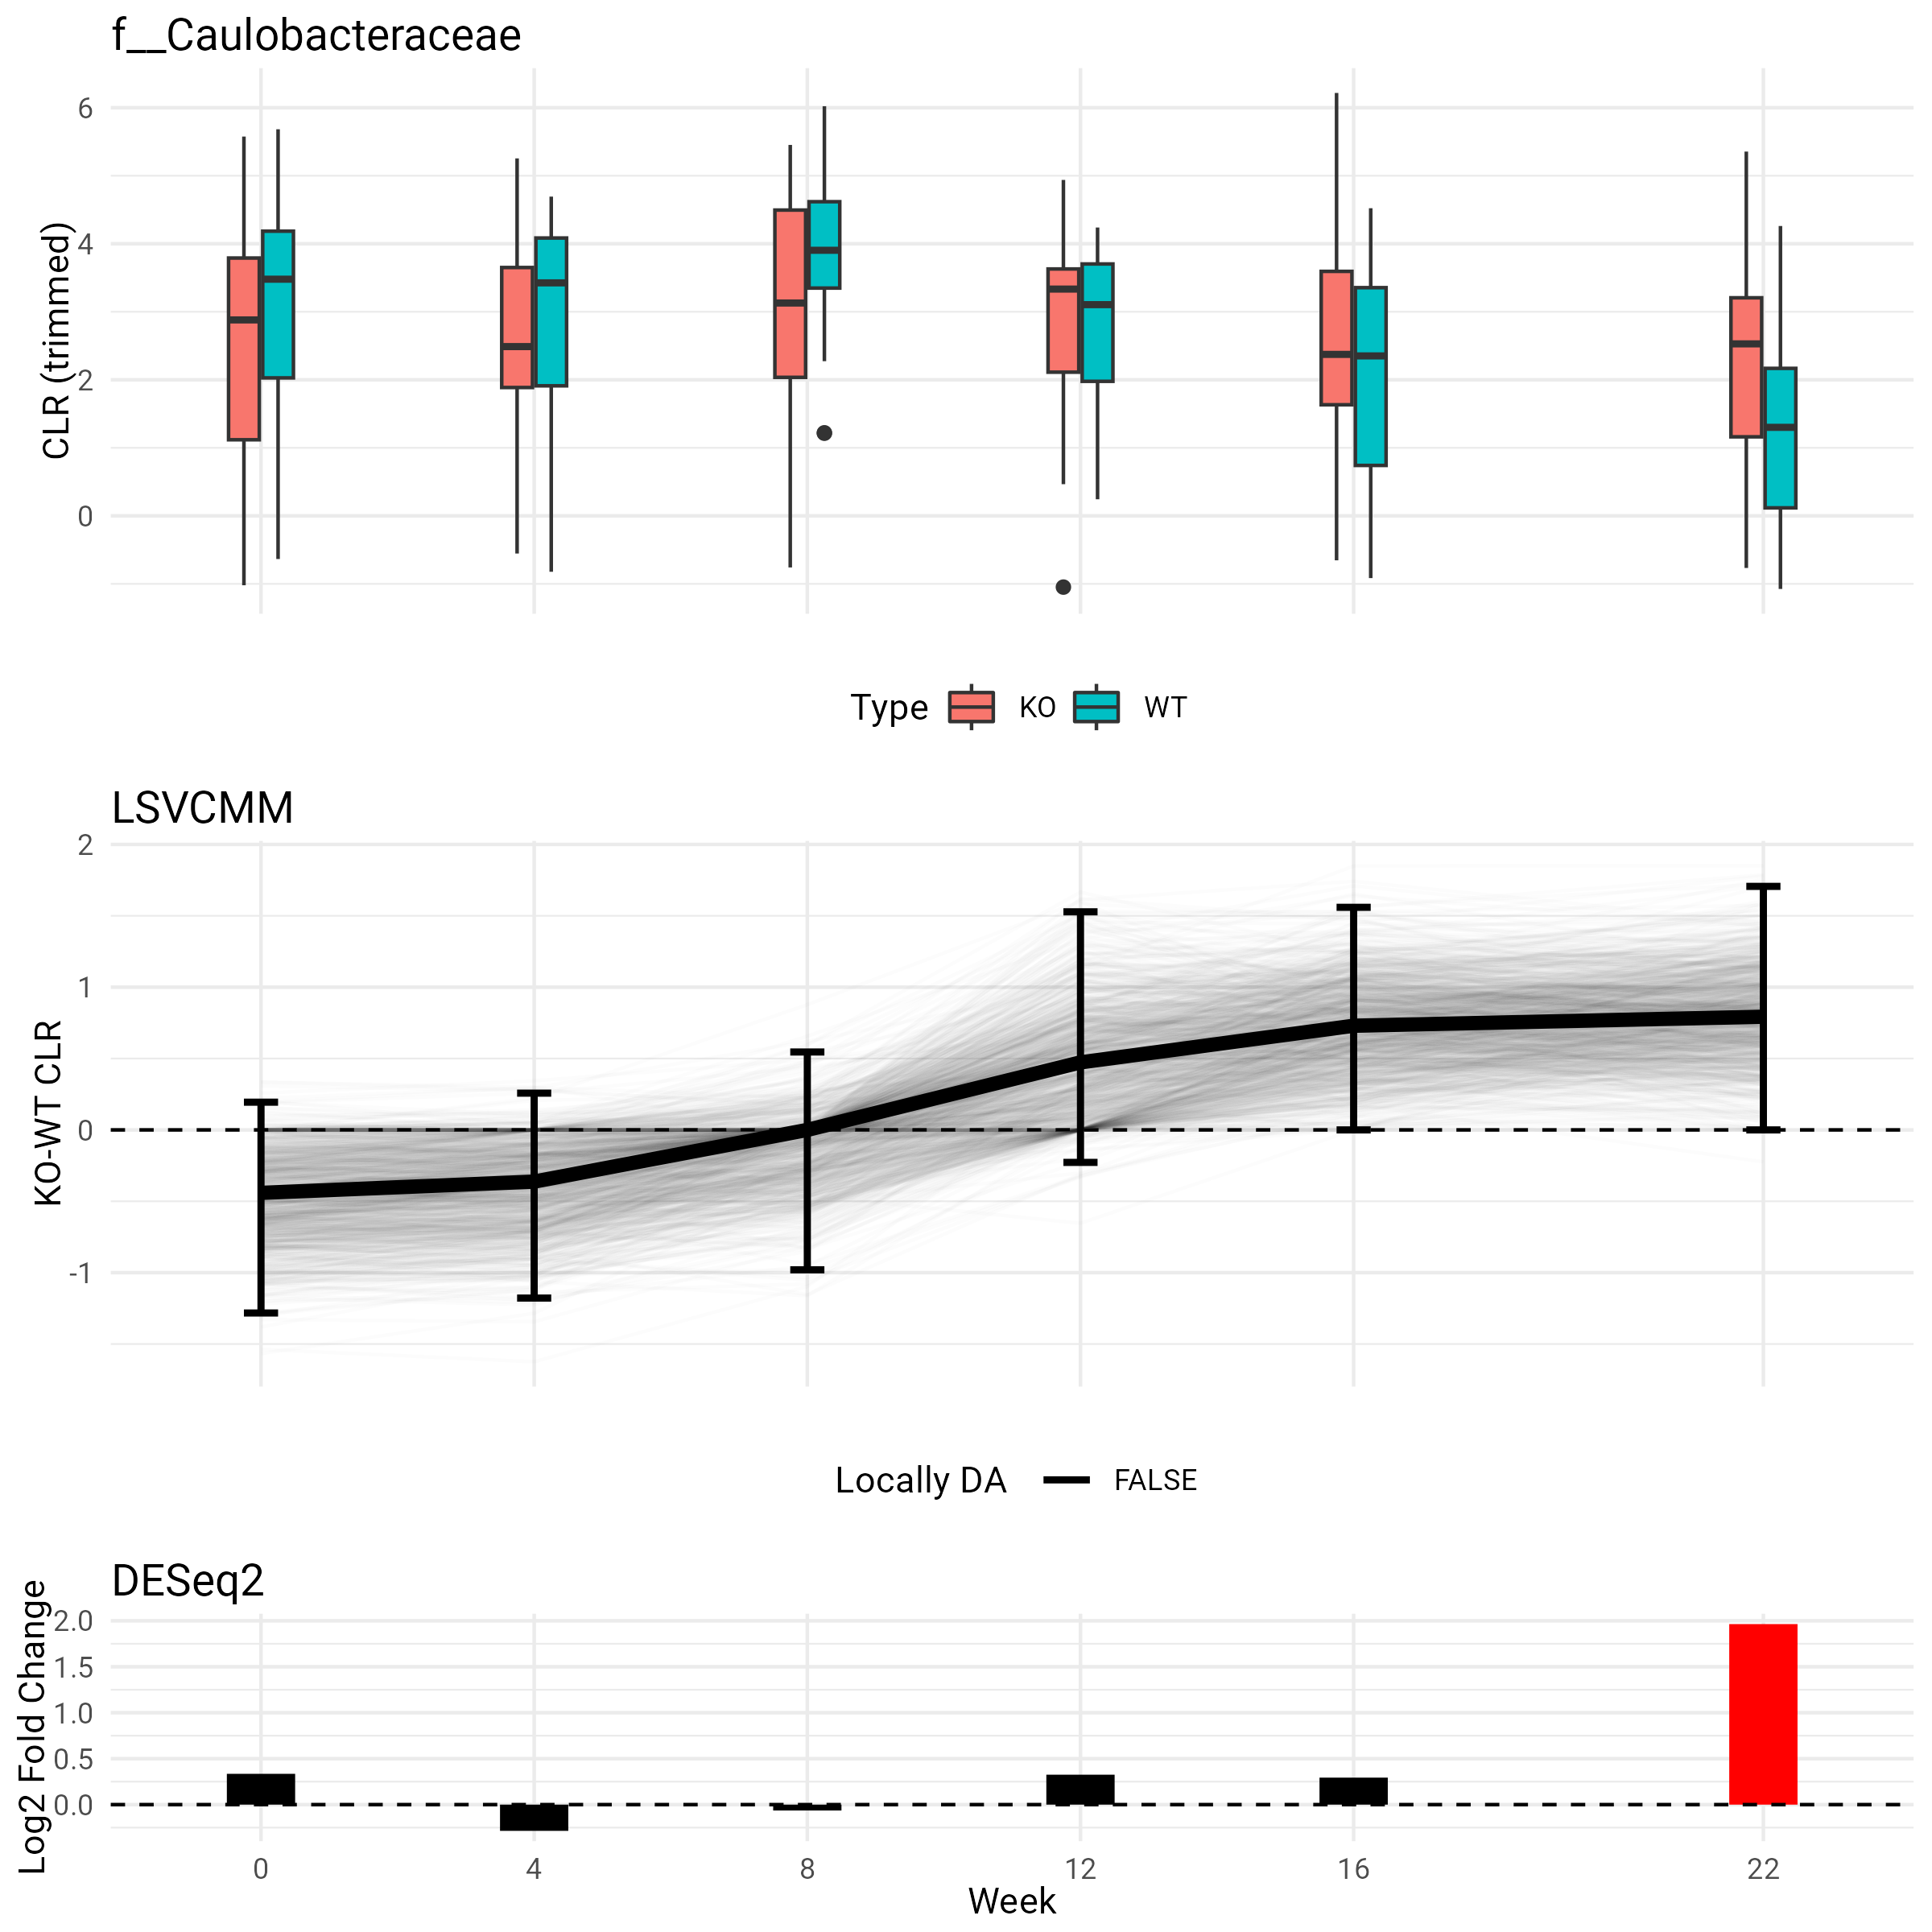 f__Caulobacteraceae
CLR (trimmed)
6
4
2
0
Type KO WT
LSVCMM
KO-WT CLR
2
1
0
-1
Locally DA FALSE
DESeq2
Log2 Fold Change
2.0
1.5
1.0
0.5
0.0
0 4 8 12 16 22
Week